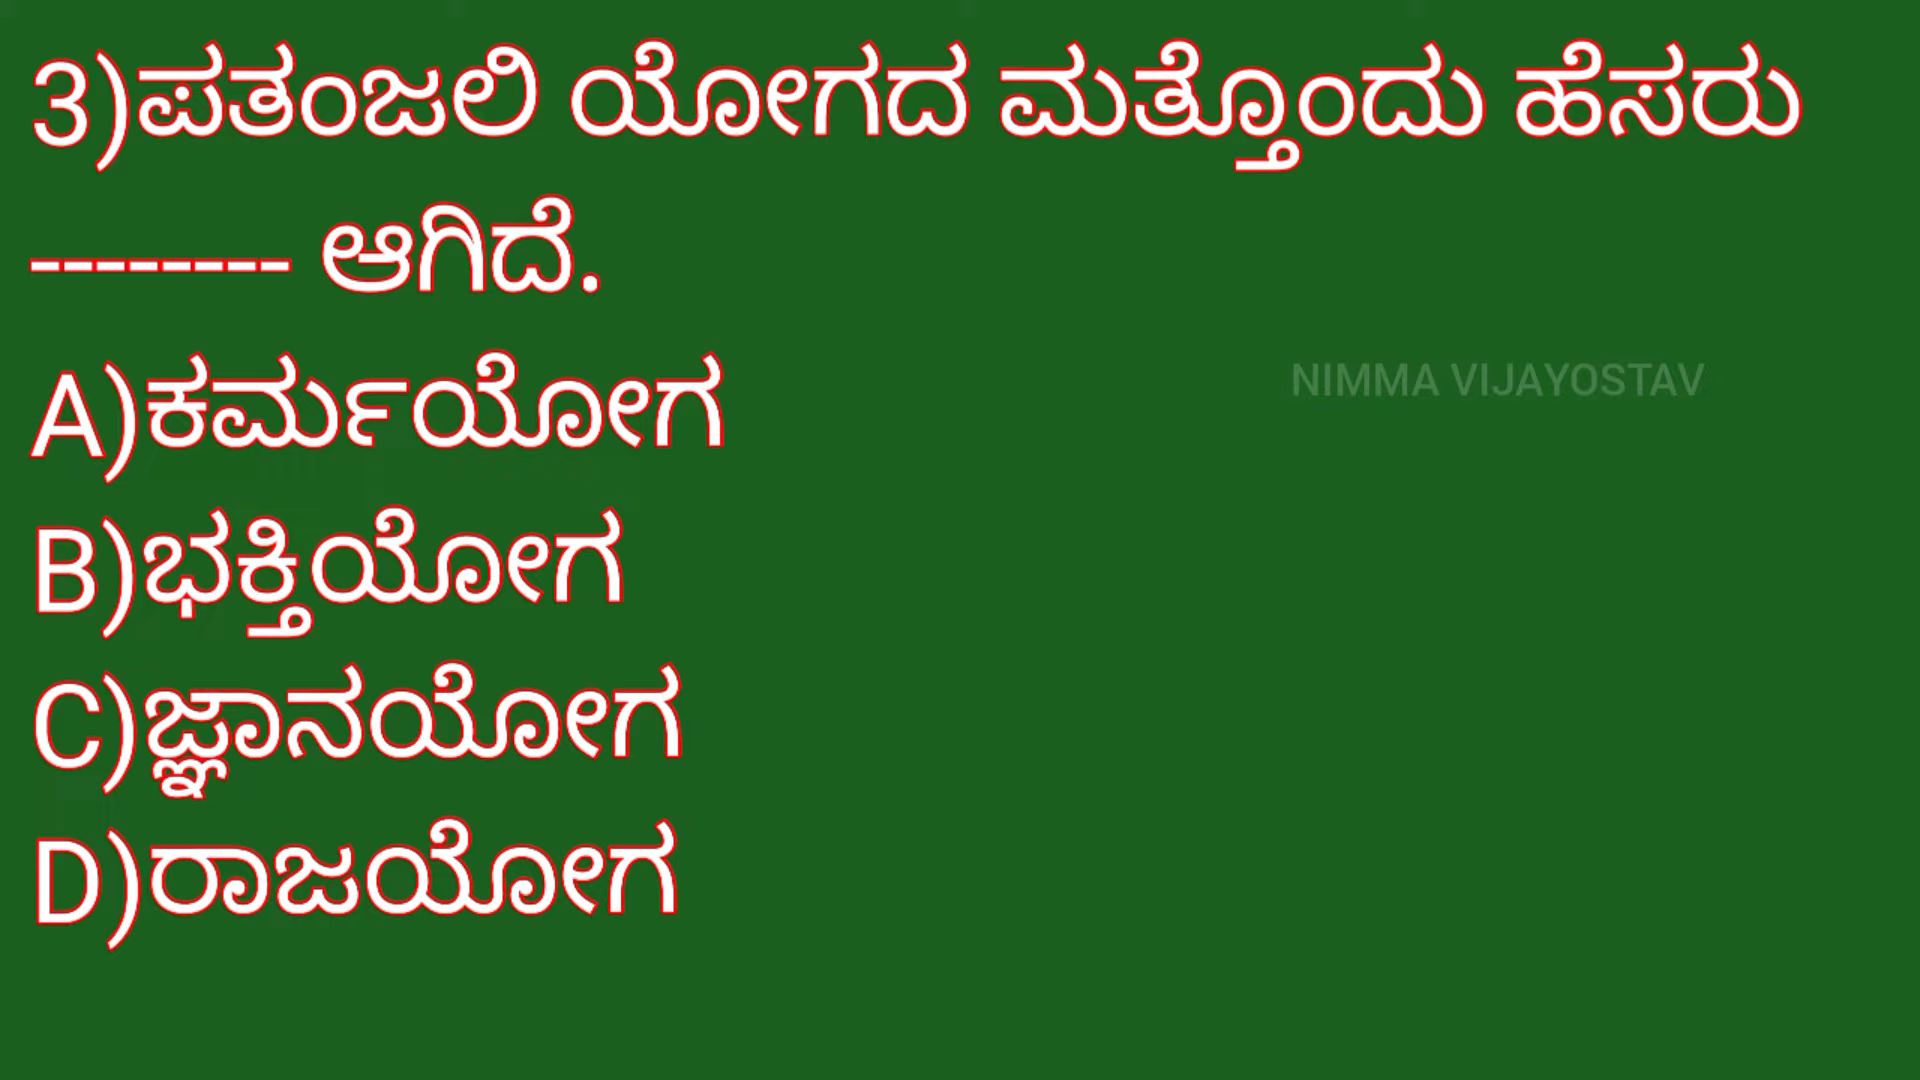 3)ಪತಂಜಲಿ ಯೋಗದ ಮತ್ತೊಂದು ಹೆಸರು
-------- ಆಗಿದೆ.
A)ಕರ್ಮಯೋಗ
NIMMA VIJAYOSTAV
B)ಭಕ್ತಿಯೋಗ
C)ಜ್ಞಾನಯೋಗ
D)ರಾಜಯೋಗ